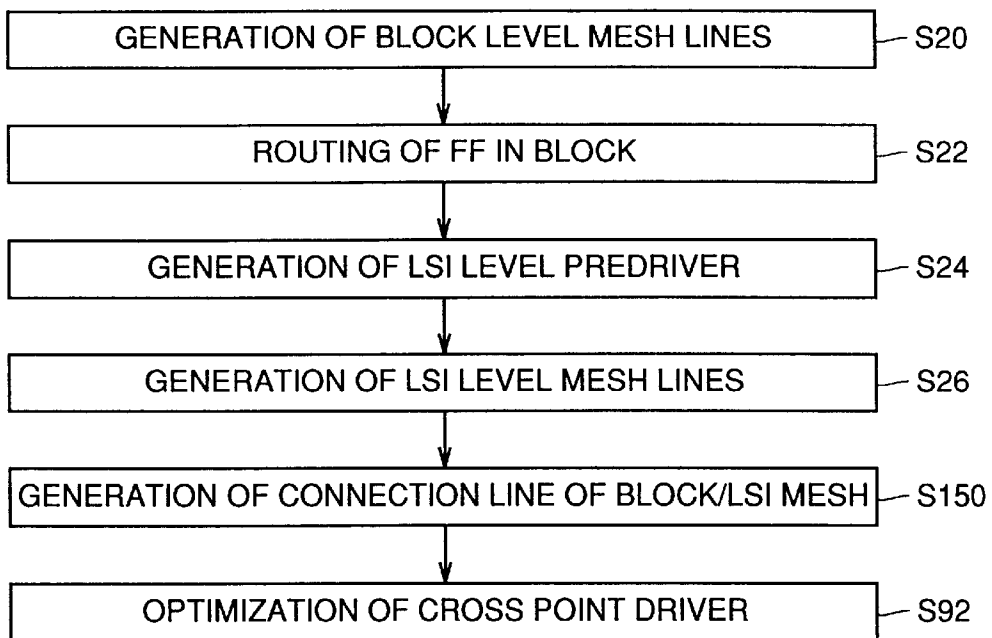 GENERATION OF BLOCK LEVEL MESH LINES S20
ROUTING OF FF IN BLOCK S22
GENERATION OF LSI LEVEL PREDRIVER S24
GENERATION OF LSI LEVEL MESH LINES S26
GENERATION OF CONNECTION LINE OF BLOCK/LSI MESH S150
OPTIMIZATION OF CROSS POINT DRIVER S92